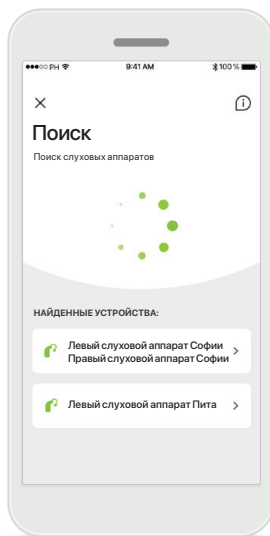 PH 9:41 AM 100%
Поиск
Поиск слуховых аппаратов
НАЙДЕННЫЕ УСТРОЙСТВА:
Левый слуховой аппарат Софии
Правый слуховой аппарат Софии
Левый слуховой аппарат Пита